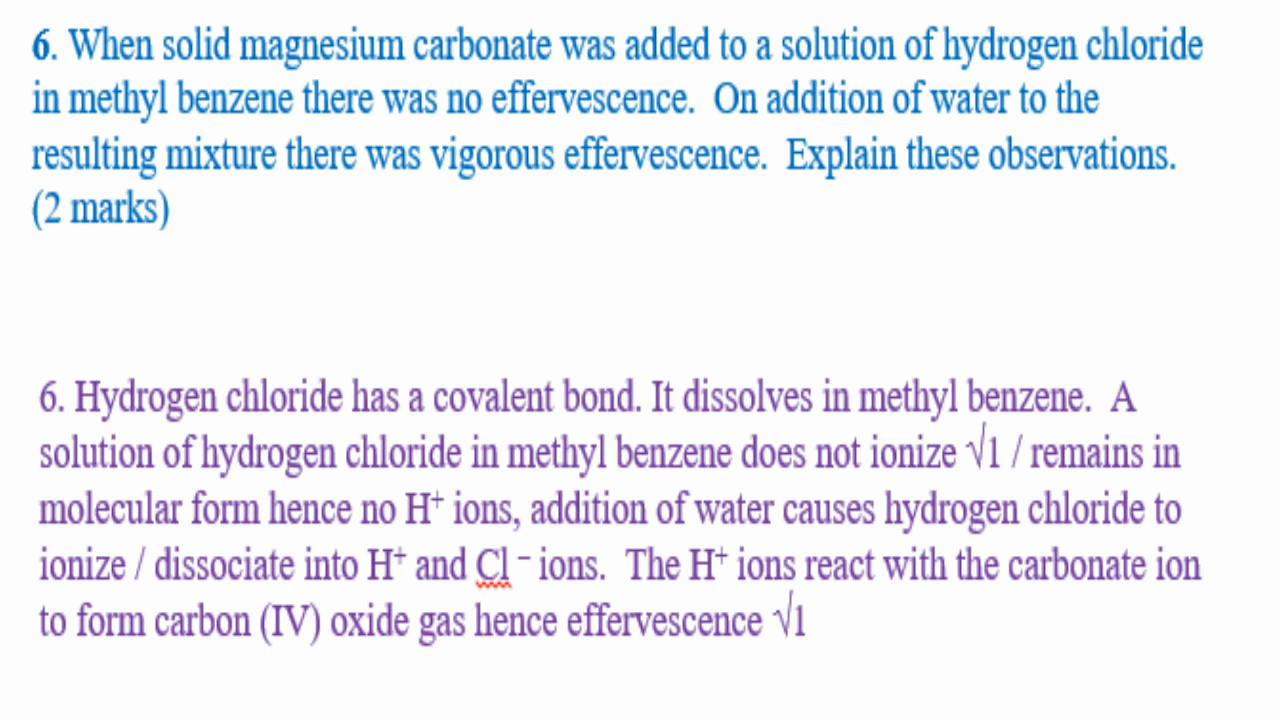 6. When solid magnesium carbonate was added to a solution of hydrogen chloride
in methyl benzene there was no effervescence.  On addition of water to the
resulting mixture there was vigorous effervescence.  Explain these observations.
(2 marks)
6. Hydrogen chloride has a covalent bond. It dissolves in methyl benzene.  A
solution of hydrogen chloride in methyl benzene does not ionize √1 / remains in
molecular form hence no H⁺ ions, addition of water causes hydrogen chloride to
ionize / dissociate into H⁺ and Cl ⁻ ions.  The H⁺ ions react with the carbonate ion
to form carbon (IV) oxide gas hence effervescence √1